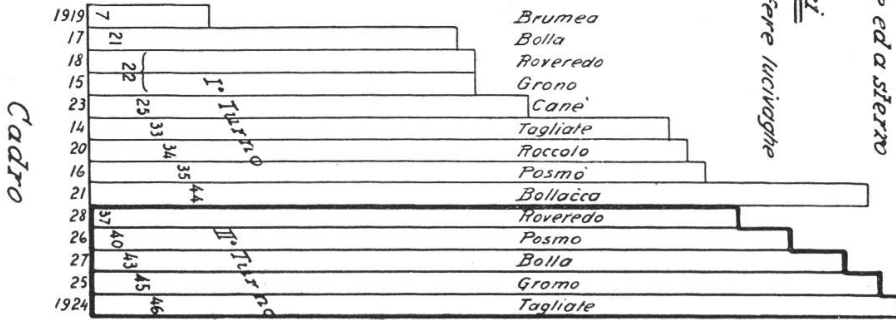 1919 7 Brumea
17 21 Bolla
18 22 Roveredo
15 Grono
23 25 Canè
14 33 Tagliate
20 34 Roccolo
16 35 Posmò
21 44 Bollacca
I° Turno
28 37 Roveredo
26 40 Posmo
27 43 Bolla
25 45 Gromo
1924 46 Tagliate
II° Turno
Cadro
ed a sterro
fere lucivaghe